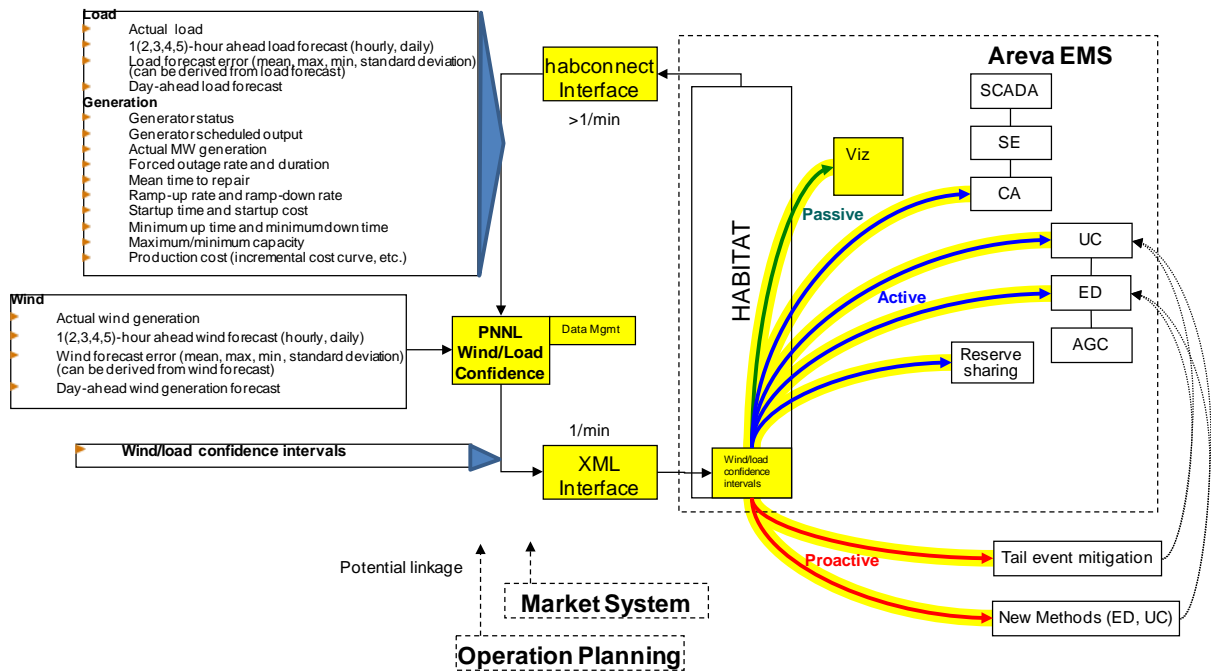 Load
Actual load
1(2,3,4,5)-hour ahead load forecast (hourly, daily)
Load forecast error (mean, max, min, standard deviation)
(can be derived from load forecast)
Day-ahead load forecast
Generation
Generator status
Generator scheduled output
Actual MW generation
Forced outage rate and duration
Mean time to repair
Ramp-up rate and ramp-down rate
Startup time and startup cost
Minimum up time and minimum down time
Maximum/minimum capacity
Production cost (incremental cost curve, etc.)
Wind
Actual wind generation
1(2,3,4,5)-hour ahead wind forecast (hourly, daily)
Wind forecast error (mean, max, min, standard deviation)
(can be derived from wind forecast)
Day-ahead wind generation forecast
Wind/load confidence intervals
habconnect
Interface
>1/min
PNNL
Wind/Load
Confidence
Data Mgmt
1/min
XML
Interface
Potential linkage
Market System
Operation Planning
HABITAT
Wind/load
confidence
intervals
Areva EMS
SCADA
SE
CA
Viz
Passive
UC
Active
ED
AGC
Reserve
sharing
Proactive
Tail event mitigation
New Methods (ED, UC)